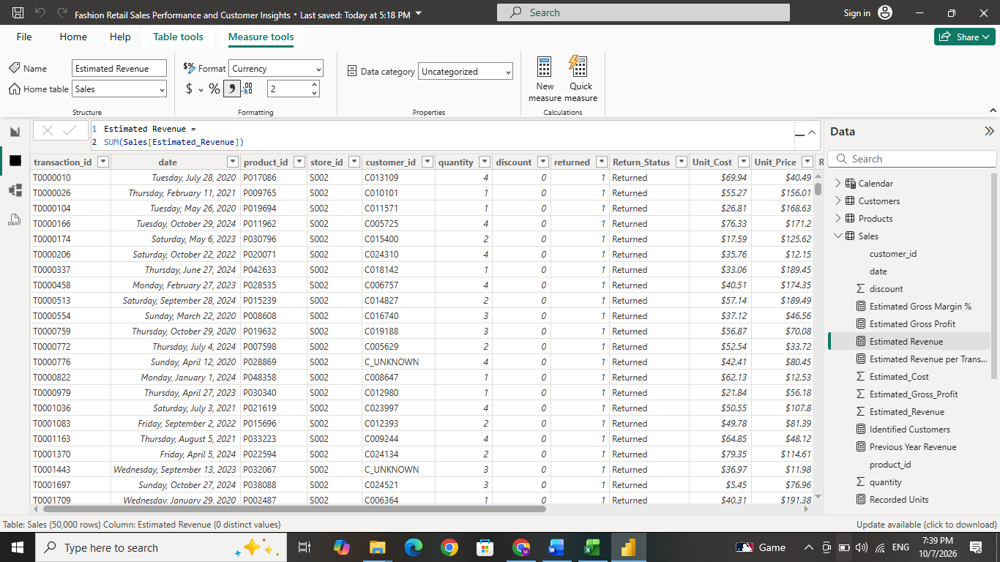 Fashion Retail Sales Performance and Customer Insights • Last saved: Today at 5:18 PM
Search
Sign in
File Home Help Table tools Measure tools
Share
Name Estimated Revenue
Home table Sales
Structure
Format Currency
$ % 2
Formatting
Data category Uncategorized
Properties
New measure
Quick measure
Calculations
1 Estimated Revenue =
2 SUM(Sales[Estimated_Revenue])
transaction_id date product_id store_id customer_id quantity discount returned Return_Status Unit_Cost Unit_Price R
T0000010 Tuesday, July 28, 2020 P017086 S002 C013109 4 0 1 Returned $69.94 $40.49
T0000026 Thursday, February 11, 2021 P009765 S002 C010101 1 0 1 Returned $55.27 $156.01
T0000104 Tuesday, May 26, 2020 P019694 S002 C011571 1 0 1 Returned $26.81 $168.63
T0000166 Tuesday, October 29, 2024 P011962 S002 C005725 4 0 1 Returned $76.33 $171.2
T0000174 Saturday, May 6, 2023 P030796 S002 C015400 2 0 1 Returned $17.59 $125.62
T0000206 Saturday, October 22, 2022 P020071 S002 C024310 4 0 1 Returned $35.76 $12.15
T0000337 Thursday, June 27, 2024 P042633 S002 C018142 1 0 1 Returned $33.06 $189.45
T0000458 Monday, February 27, 2023 P028535 S002 C006757 4 0 1 Returned $40.51 $174.35
T0000513 Saturday, September 28, 2024 P015239 S002 C014827 2 0 1 Returned $57.14 $189.49
T0000554 Sunday, March 22, 2020 P008608 S002 C016740 3 0 1 Returned $37.12 $46.56
T0000759 Thursday, October 29, 2020 P019632 S002 C019188 3 0 1 Returned $56.87 $70.08
T0000772 Thursday, July 4, 2024 P007598 S002 C005629 2 0 1 Returned $52.54 $33.72
T0000776 Sunday, April 12, 2020 P028869 S002 C_UNKNOWN 4 0 1 Returned $42.41 $80.45
T0000822 Monday, January 1, 2024 P048358 S002 C008647 1 0 1 Returned $62.13 $12.53
T0000979 Thursday, April 27, 2023 P030340 S002 C012980 1 0 1 Returned $21.84 $56.18
T0001036 Saturday, July 3, 2021 P021619 S002 C023997 4 0 1 Returned $50.55 $107.8
T0001083 Friday, September 2, 2022 P015696 S002 C012393 2 0 1 Returned $49.78 $81.39
T0001163 Thursday, August 5, 2021 P033223 S002 C009244 4 0 1 Returned $64.85 $48.12
T0001370 Friday, April 5, 2024 P022594 S002 C024134 2 0 1 Returned $79.35 $114.61
T0001443 Wednesday, September 13, 2023 P032067 S002 C_UNKNOWN 3 0 1 Returned $36.97 $11.98
T0001697 Sunday, October 27, 2024 P038088 S002 C024521 3 0 1 Returned $5.45 $76.96
T0001709 Wednesday, January 29, 2020 P002487 S002 C006364 1 0 1 Returned $40.31 $191.38
Data
Search
Calendar
Customers
Products
Sales
customer_id
date
discount
Estimated Gross Margin %
Estimated Gross Profit
Estimated Revenue
Estimated Revenue per Trans...
Estimated_Cost
Estimated_Gross_Profit
Estimated_Revenue
Identified Customers
Previous Year Revenue
product_id
quantity
Recorded Units
Table: Sales (50,000 rows) Column: Estimated Revenue (0 distinct values)
Update available (click to download)
Type here to search
Game
ENG
7:39 PM
10/7/2026